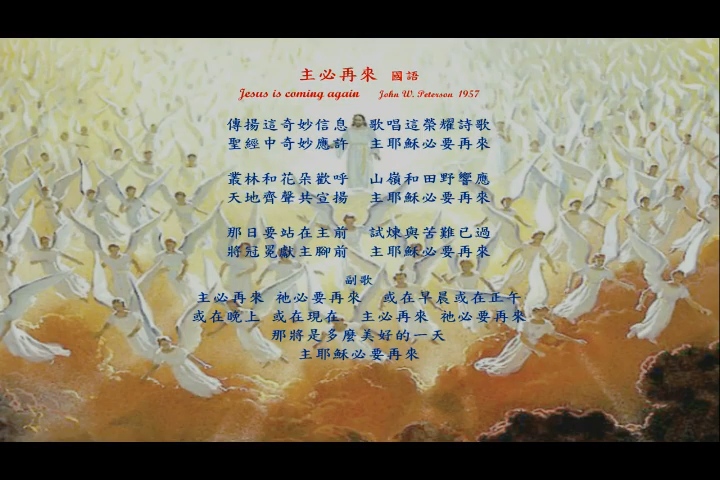 主必再來 國語
Jesus is coming again John W. Peterson 1957
傳揚這奇妙信息 歌唱這榮耀詩歌
聖經中奇妙應許 主耶穌必要再來
叢林和花朵歡呼 山嶺和田野響應
天地齊聲共宣揚 主耶穌必要再來
那日要站在主前 試煉與苦難已過
將冠冕獻主腳前 主耶穌必要再來
副歌
主必再來 祂必要再來 或在早晨或在正午
或在晚上 或在現在 主必再來 祂必要再來
那將是多麼美好的一天
主耶穌必要再來